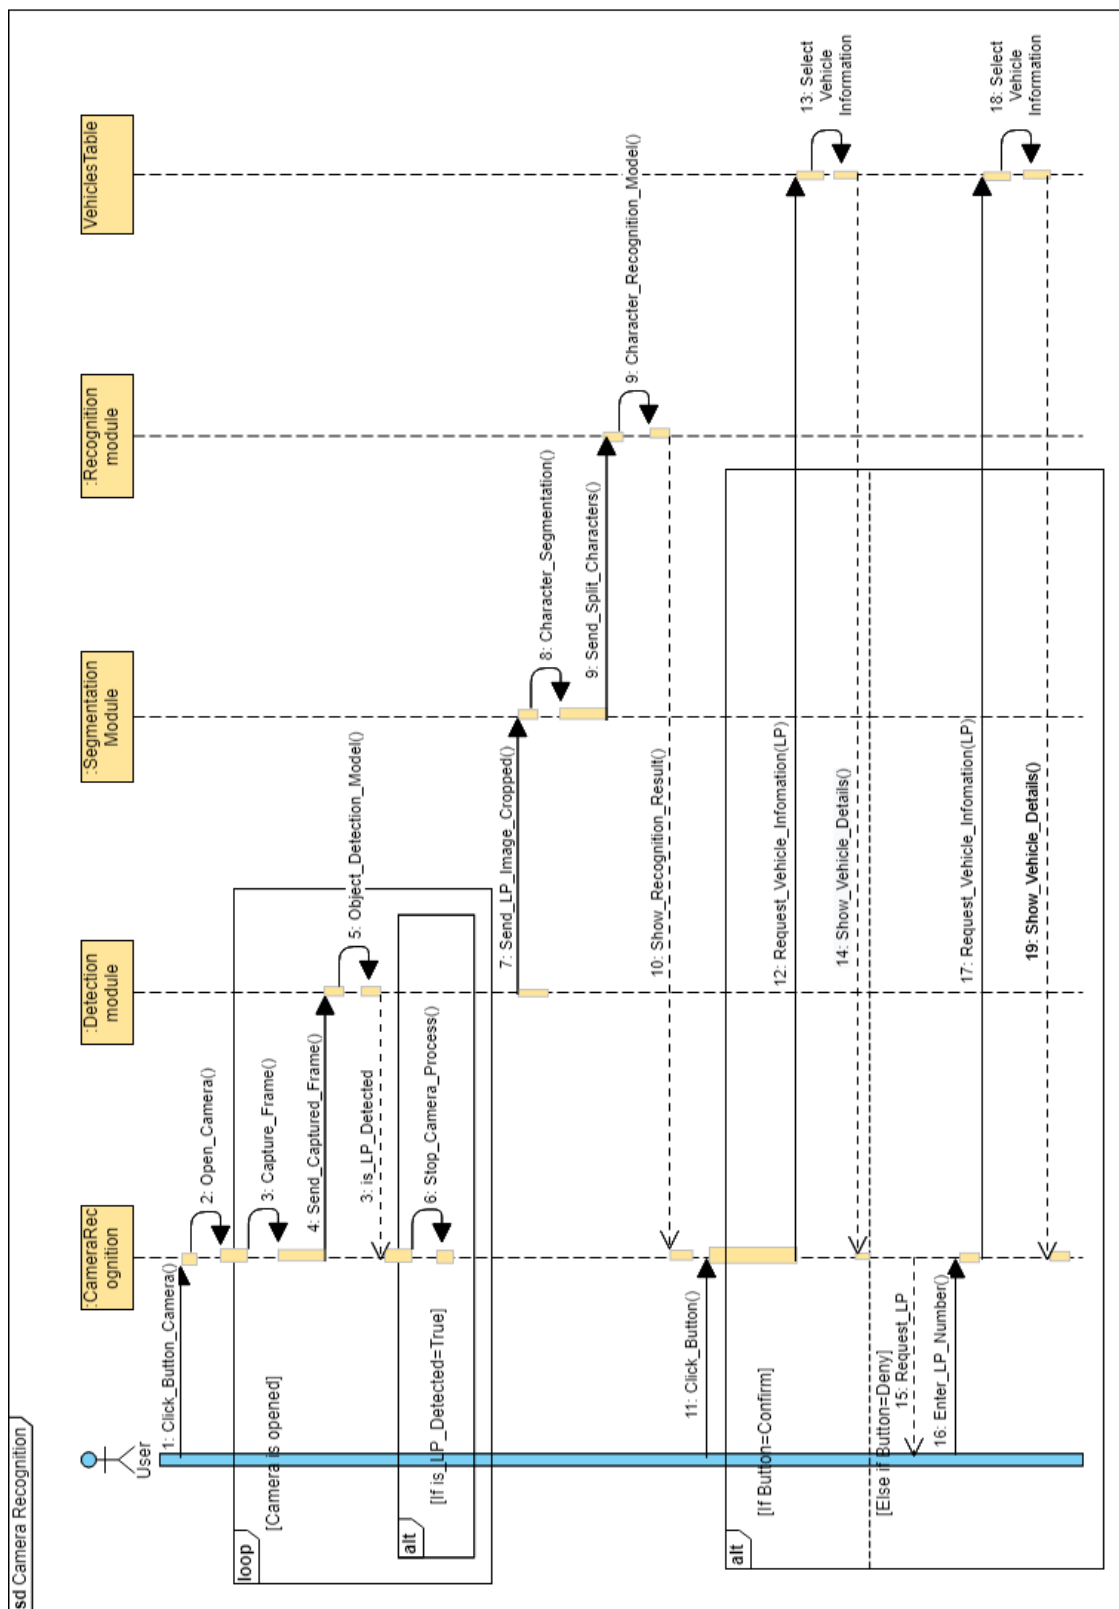 sd Camera Recognition
User
:CameraRec
ognition
:Detection
module
:Segmentation
Module
:Recognition
module
VehiclesTable
1: Click_Button_Camera()
2: Open_Camera()
loop
[Camera is opened]
3: Capture_Frame()
4: Send_Captured_Frame()
5: Object_Detection_Model()
3: is_LP_Detected
alt
[If is_LP_Detected=True]
6: Stop_Camera_Process()
7: Send_LP_Image_Cropped()
8: Character_Segmentation()
9: Send_Split_Characters()
9: Character_Recognition_Model()
10: Show_Recognition_Result()
11: Click_Button()
alt
[If Button=Confirm]
12: Request_Vehicle_Infomation(LP)
13: Select
Vehicle
Information
14: Show_Vehicle_Details()
[Else if Button=Deny]
15: Request_LP
16: Enter_LP_Number()
17: Request_Vehicle_Infomation(LP)
18: Select
Vehicle
Information
19: Show_Vehicle_Details()